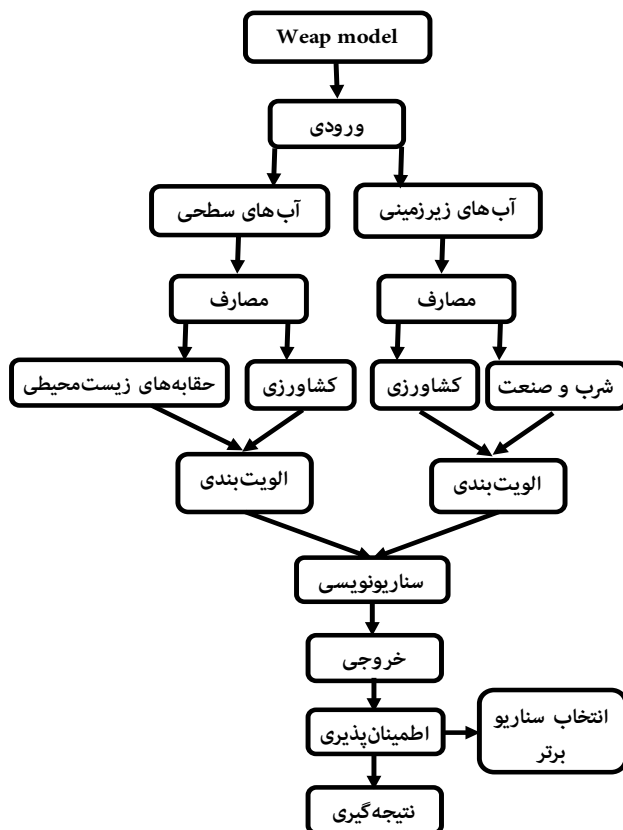 Weap model
ورودی
آب‌های زیرزمینی
آب‌های سطحی
مصارف
مصارف
شرب و صنعت
کشاورزی
کشاورزی
حقابه‌های زیست‌محیطی
الویت‌بندی
الویت‌بندی
سناریونویسی
خروجی
اطمینان‌پذیری
انتخاب سناریو
برتر
نتیجه‌گیری